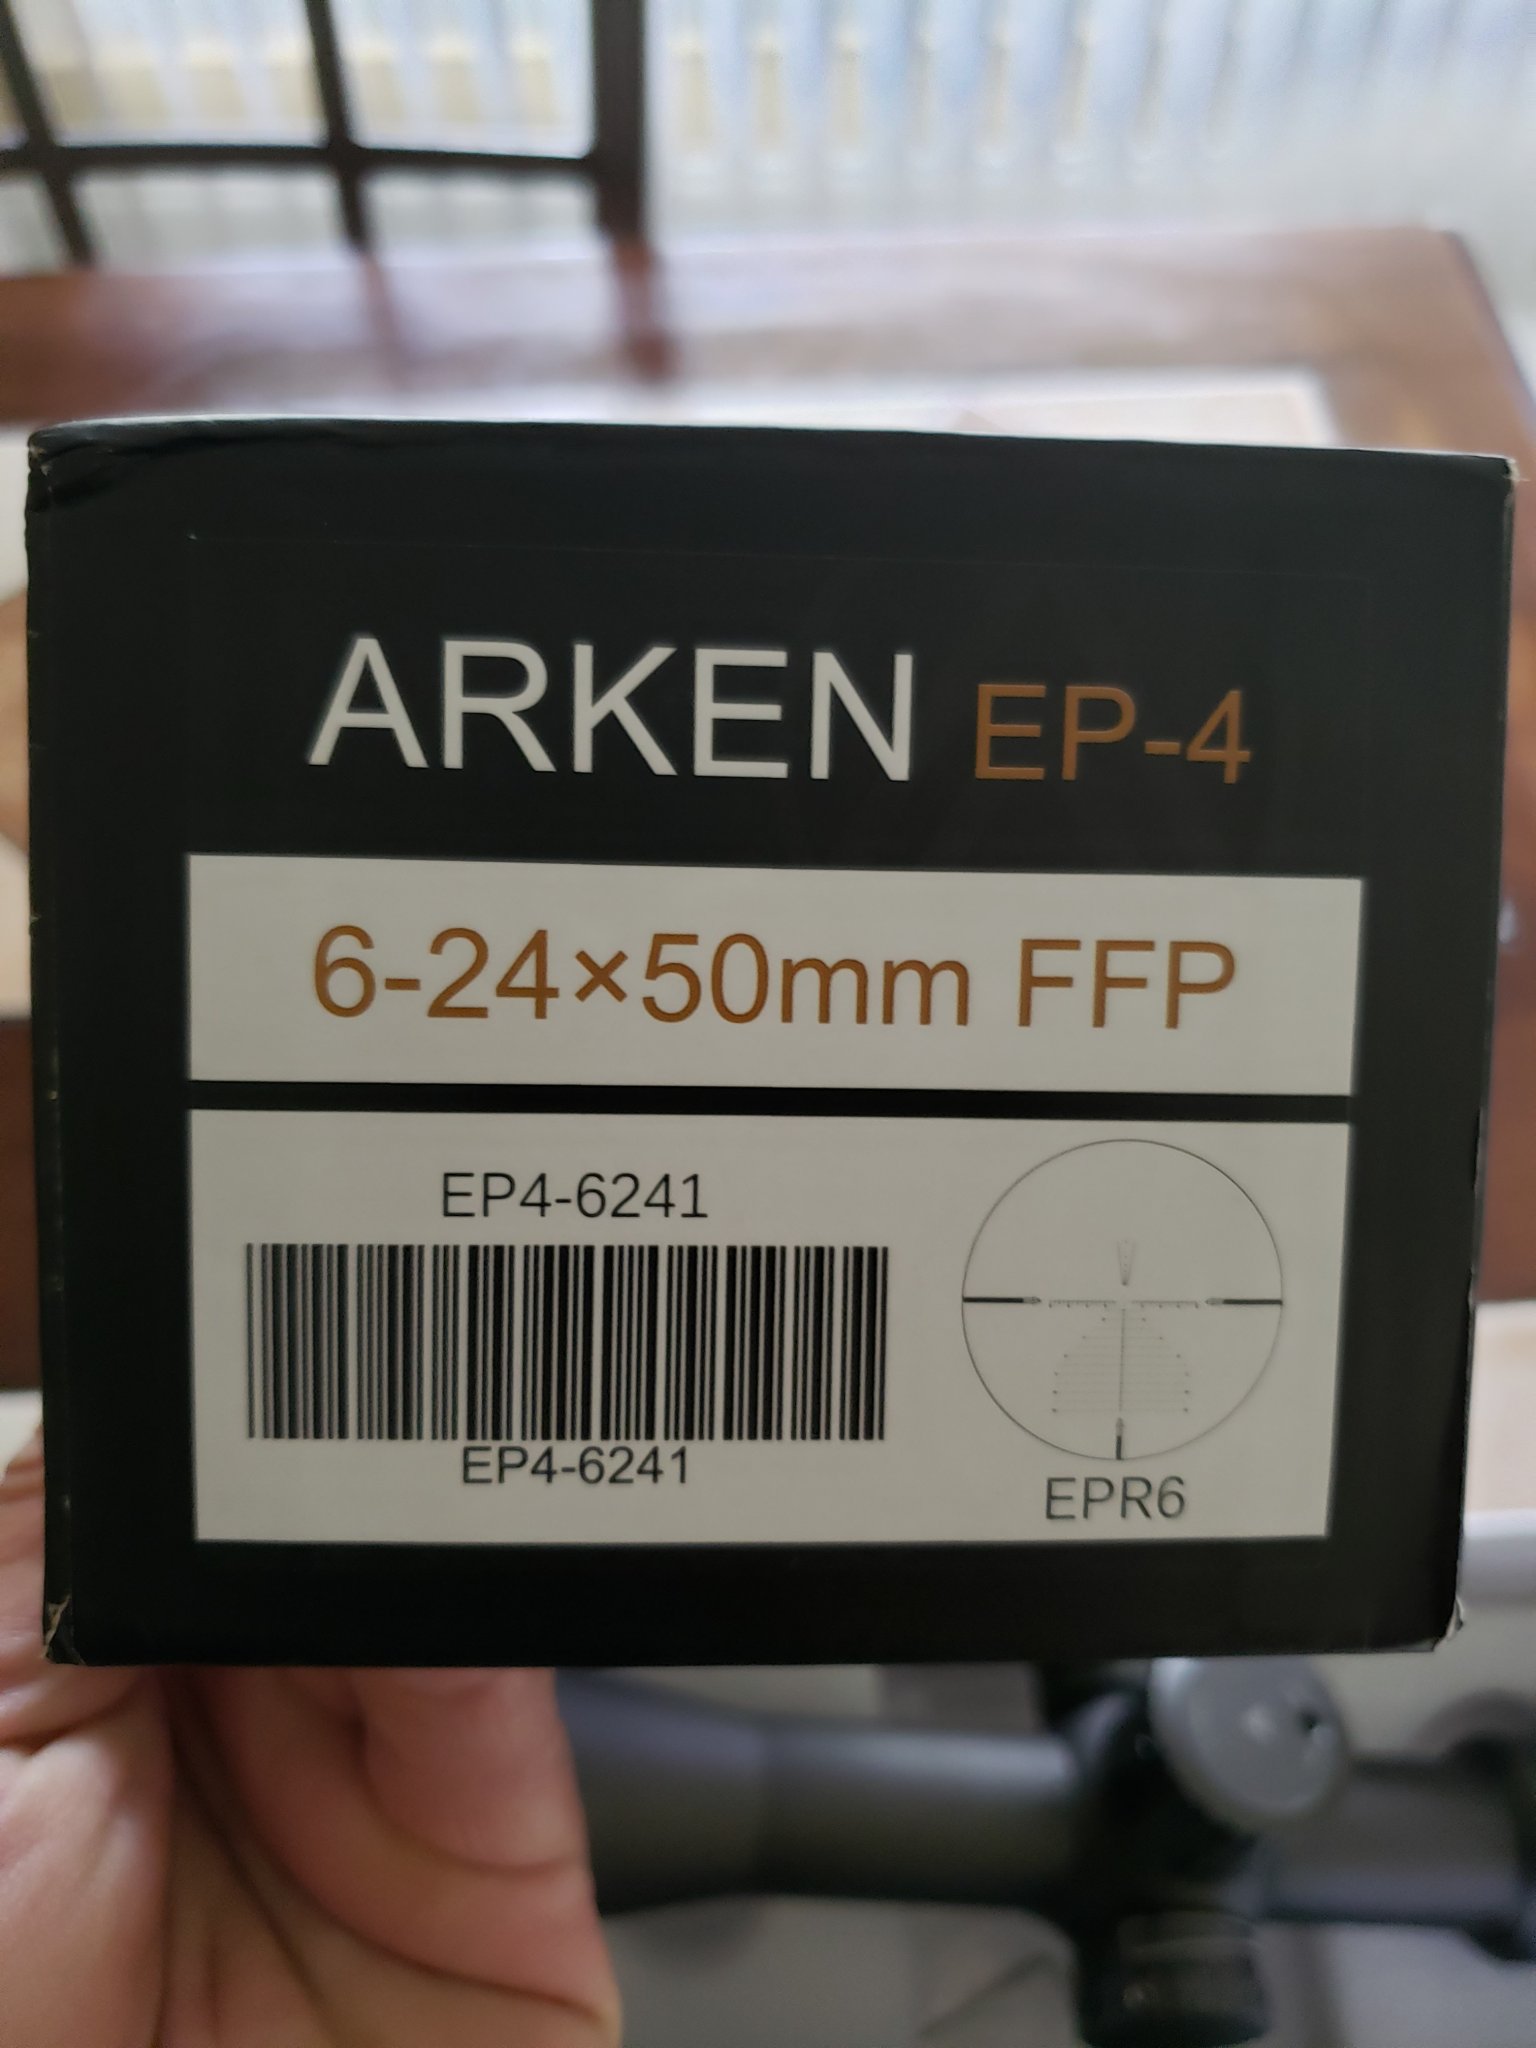 ARKEN EP-4
6-24×50mm FFP
EP4-6241
EP4-6241
EPR6